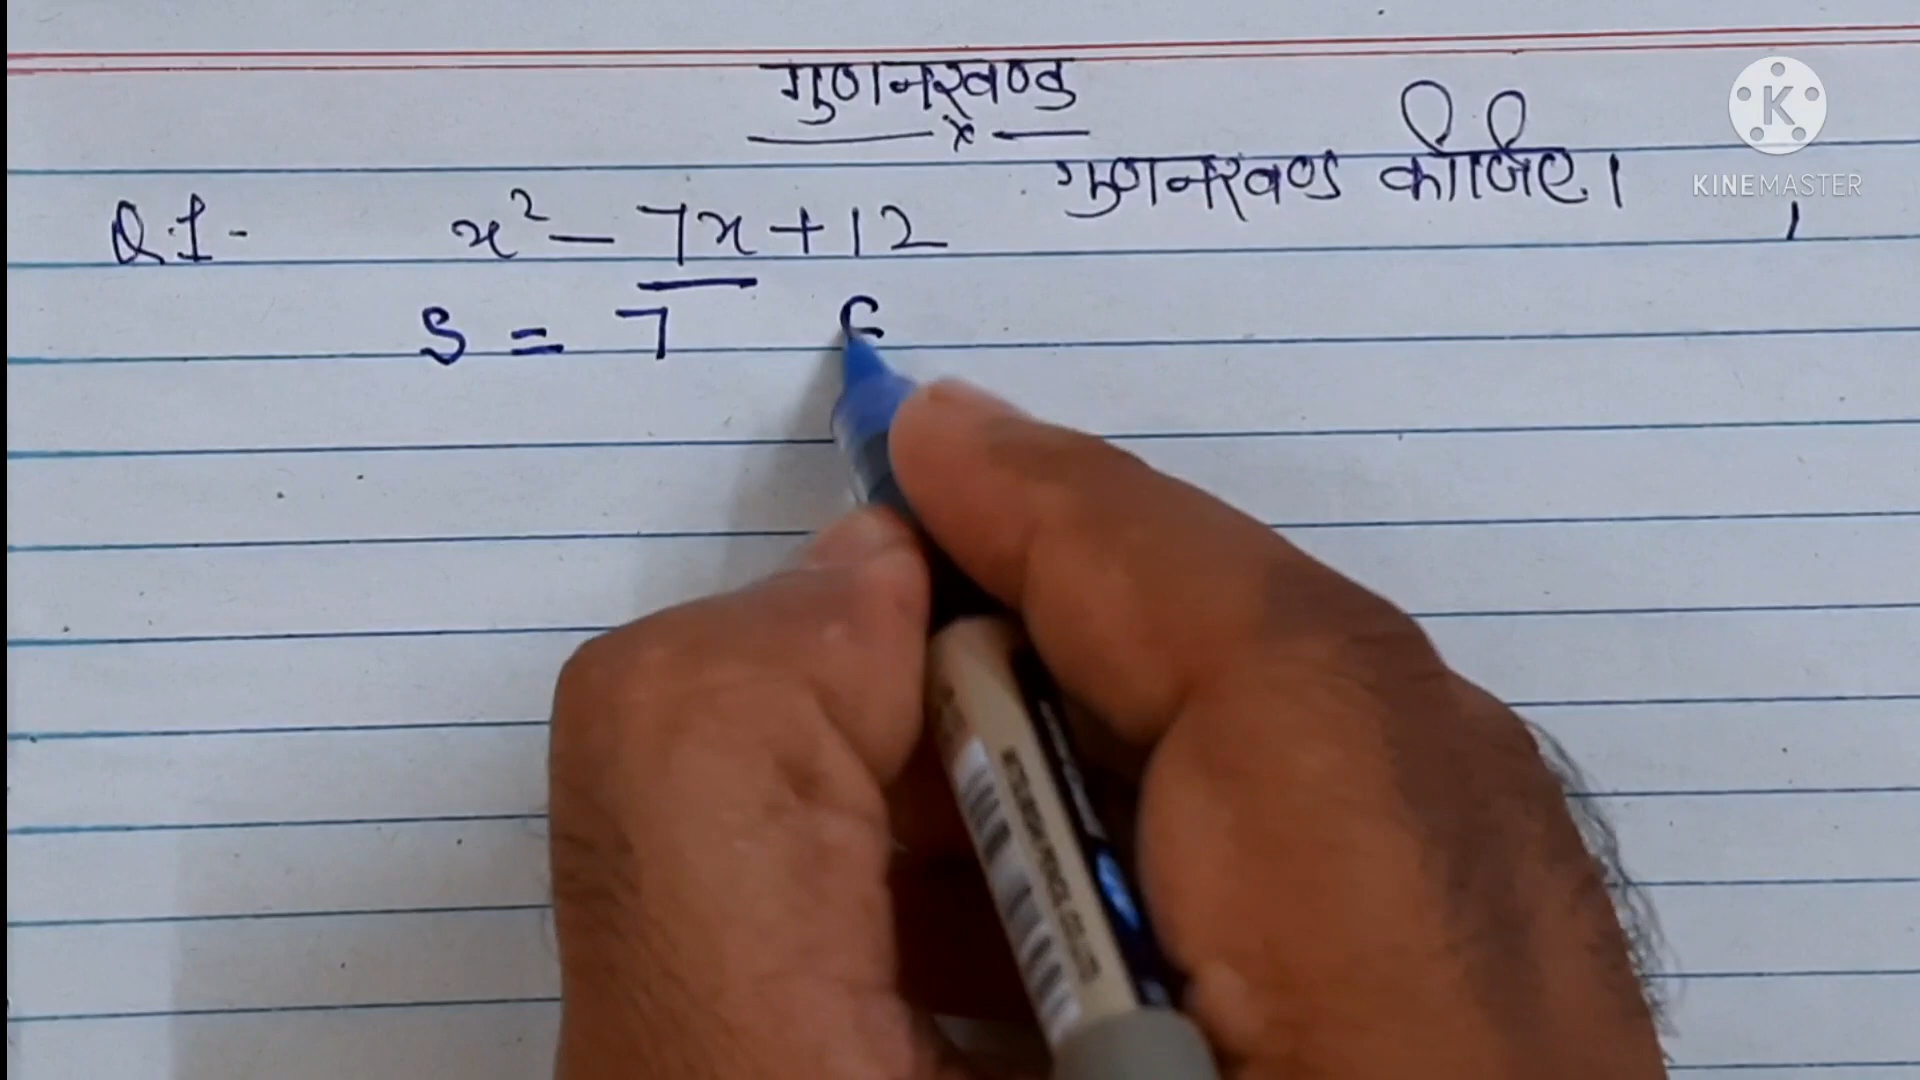 गुणनखण्ड
x
गुणनखण्ड कीजिए।
Q.1- x² - 7x + 12
S = 7
KINEMASTER